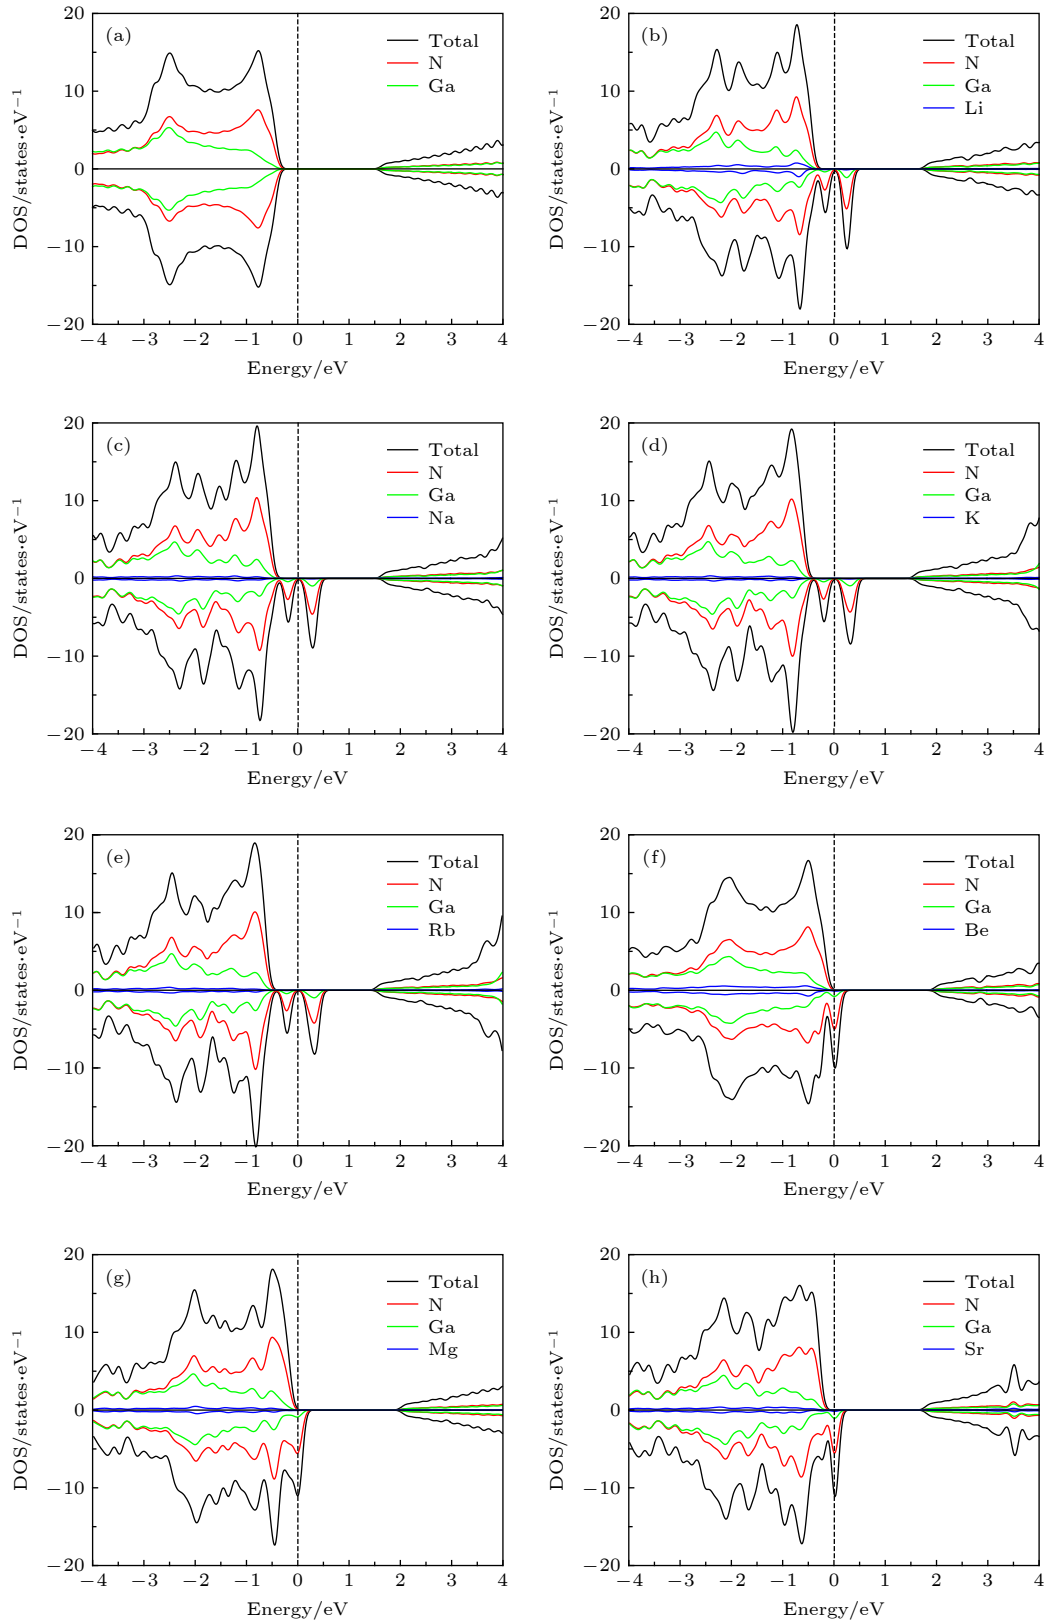 (a)
Total
N
Ga
20
10
0
−10
−20
DOS/states·eV⁻¹
−4 −3 −2 −1 0 1 2 3 4
Energy/eV
(b)
Total
N
Ga
Li
20
10
0
−10
−20
DOS/states·eV⁻¹
−4 −3 −2 −1 0 1 2 3 4
Energy/eV
(c)
Total
N
Ga
Na
20
10
0
−10
−20
DOS/states·eV⁻¹
−4 −3 −2 −1 0 1 2 3 4
Energy/eV
(d)
Total
N
Ga
K
20
10
0
−10
−20
DOS/states·eV⁻¹
−4 −3 −2 −1 0 1 2 3 4
Energy/eV
(e)
Total
N
Ga
Rb
20
10
0
−10
−20
DOS/states·eV⁻¹
−4 −3 −2 −1 0 1 2 3 4
Energy/eV
(f)
Total
N
Ga
Be
20
10
0
−10
−20
DOS/states·eV⁻¹
−4 −3 −2 −1 0 1 2 3 4
Energy/eV
(g)
Total
N
Ga
Mg
20
10
0
−10
−20
DOS/states·eV⁻¹
−4 −3 −2 −1 0 1 2 3 4
Energy/eV
(h)
Total
N
Ga
Sr
20
10
0
−10
−20
DOS/states·eV⁻¹
−4 −3 −2 −1 0 1 2 3 4
Energy/eV